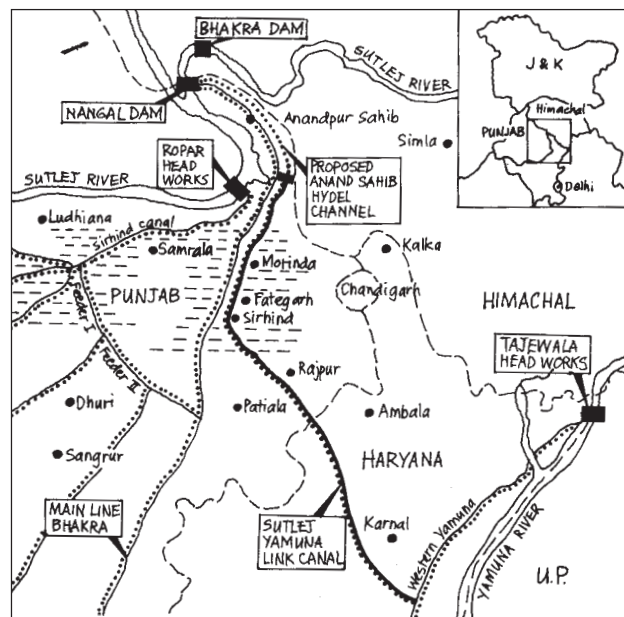 BHAKRA DAM
SUTLEJ RIVER
J & K
Himachal
PUNJAB
Delhi
NANGAL DAM
Anandpur Sahib
Simla
ROPAR
HEAD
WORKS
PROPOSED
ANAND SAHIB
HYDEL
CHANNEL
SUTLEJ RIVER
Ludhiana
Sirhind canal
Samrala
Morinda
Kalka
Chandigarh
PUNJAB
Fategarh
Sirhind
HIMACHAL
Feeder I
Feeder II
TAJEWALA
HEAD WORKS
Rajpur
Dhuri
Patiala
Ambala
Sangrur
HARYANA
MAIN LINE
BHAKRA
SUTLEJ
YAMUNA
LINK CANAL
Karnal
Western Yamuna
YAMUNA RIVER
U.P.